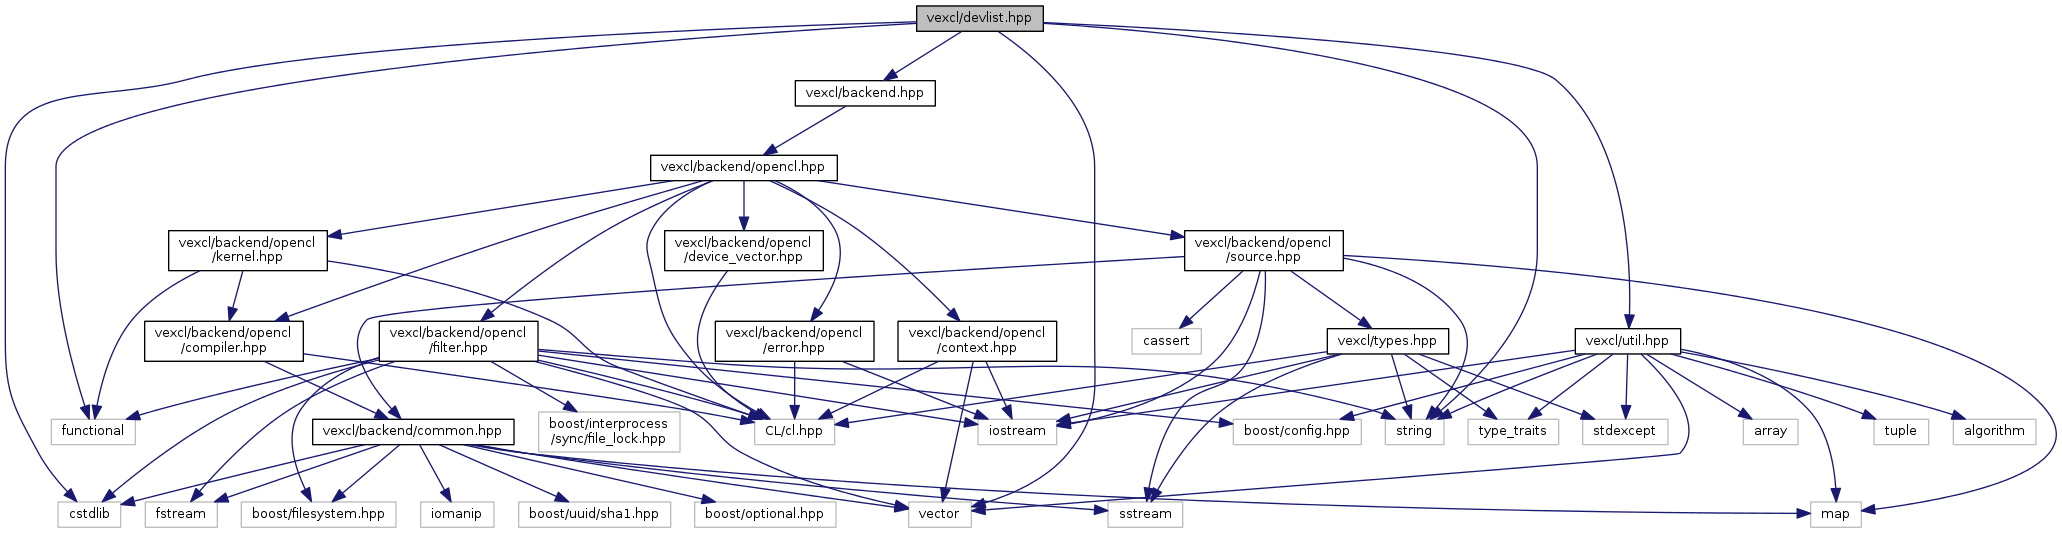 vexcl/devlist.hpp
vexcl/backend.hpp
vexcl/backend/opencl.hpp
vexcl/backend/opencl
/kernel.hpp
vexcl/backend/opencl
/device_vector.hpp
vexcl/backend/opencl
/source.hpp
vexcl/backend/opencl
/compiler.hpp
vexcl/backend/opencl
/filter.hpp
vexcl/backend/opencl
/error.hpp
vexcl/backend/opencl
/context.hpp
cassert
vexcl/types.hpp
vexcl/util.hpp
functional
vexcl/backend/common.hpp
boost/interprocess
/sync/file_lock.hpp
CL/cl.hpp
iostream
boost/config.hpp
string
type_traits
stdexcept
array
tuple
algorithm
cstdlib
fstream
boost/filesystem.hpp
iomanip
boost/uuid/sha1.hpp
boost/optional.hpp
vector
sstream
map